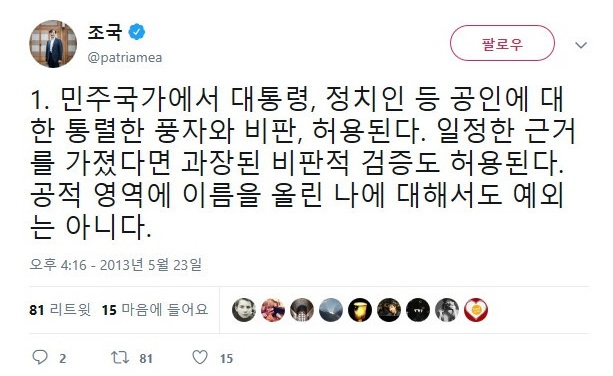 조국
@patriamea
팔로우
1. 민주국가에서 대통령, 정치인 등 공인에 대
한 통렬한 풍자와 비판, 허용된다. 일정한 근거
를 가졌다면 과장된 비판적 검증도 허용된다.
공적 영역에 이름을 올린 나에 대해서도 예외
는 아니다.
오후 4:16 - 2013년 5월 23일
81 리트윗 15 마음에 들어요
2 81 15